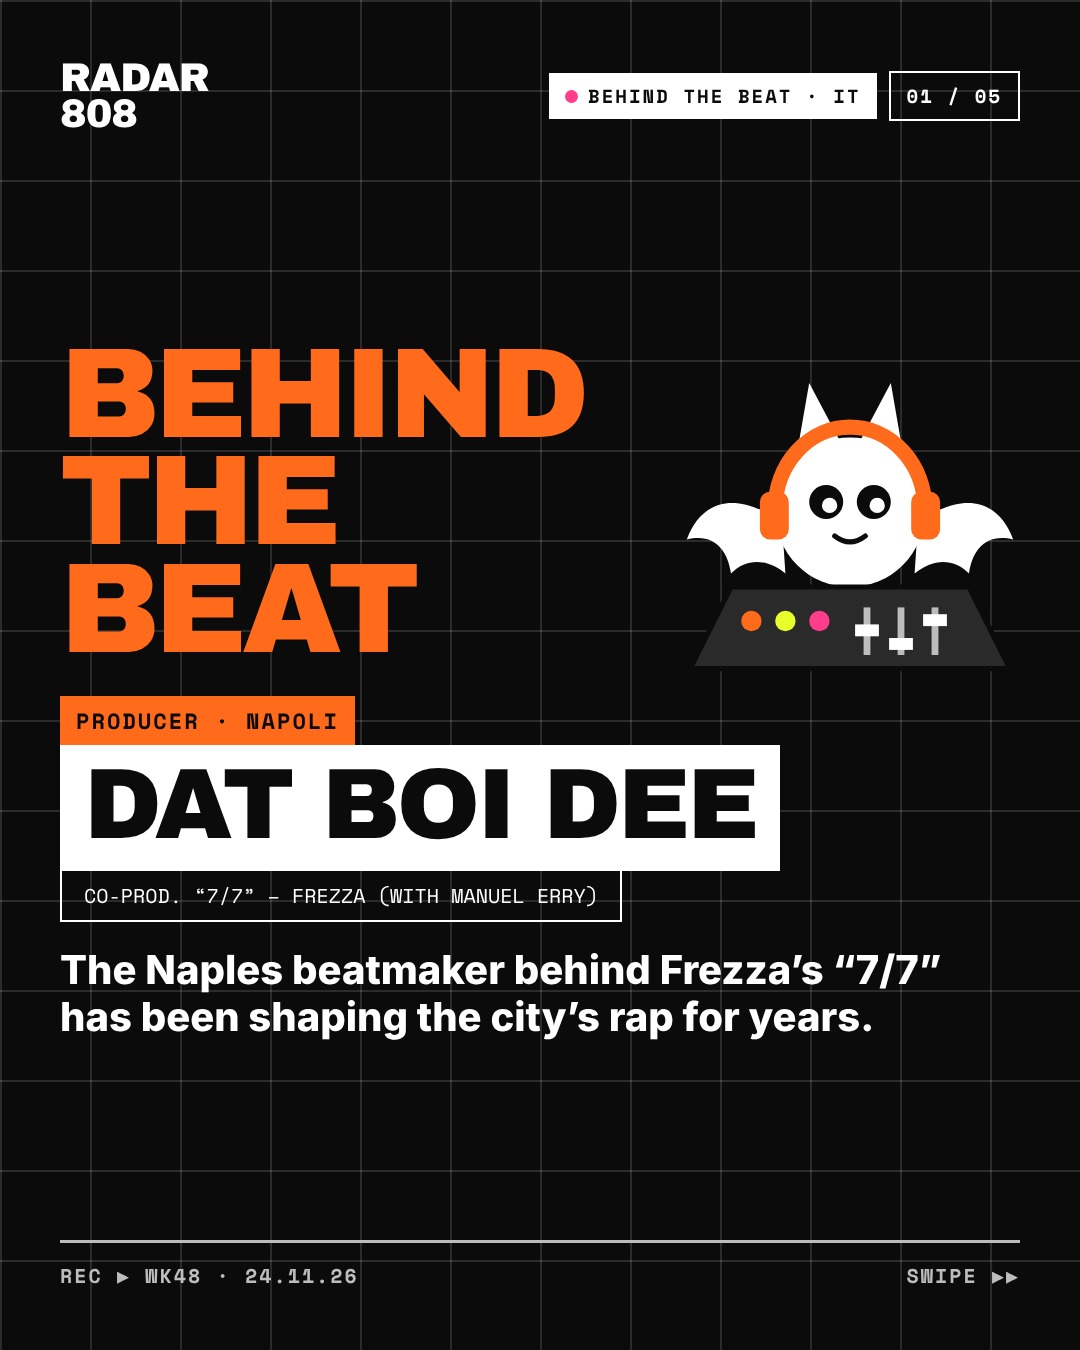 RADAR
808
BEHIND THE BEAT · IT
01 / 05
BEHIND
THE
BEAT
PRODUCER · NAPOLI
DAT BOI DEE
CO-PROD. “7/7” – FREZZA (WITH MANUEL ERRY)
The Naples beatmaker behind Frezza’s “7/7”
has been shaping the city’s rap for years.
REC ▶ WK48 · 24.11.26
SWIPE ▶▶